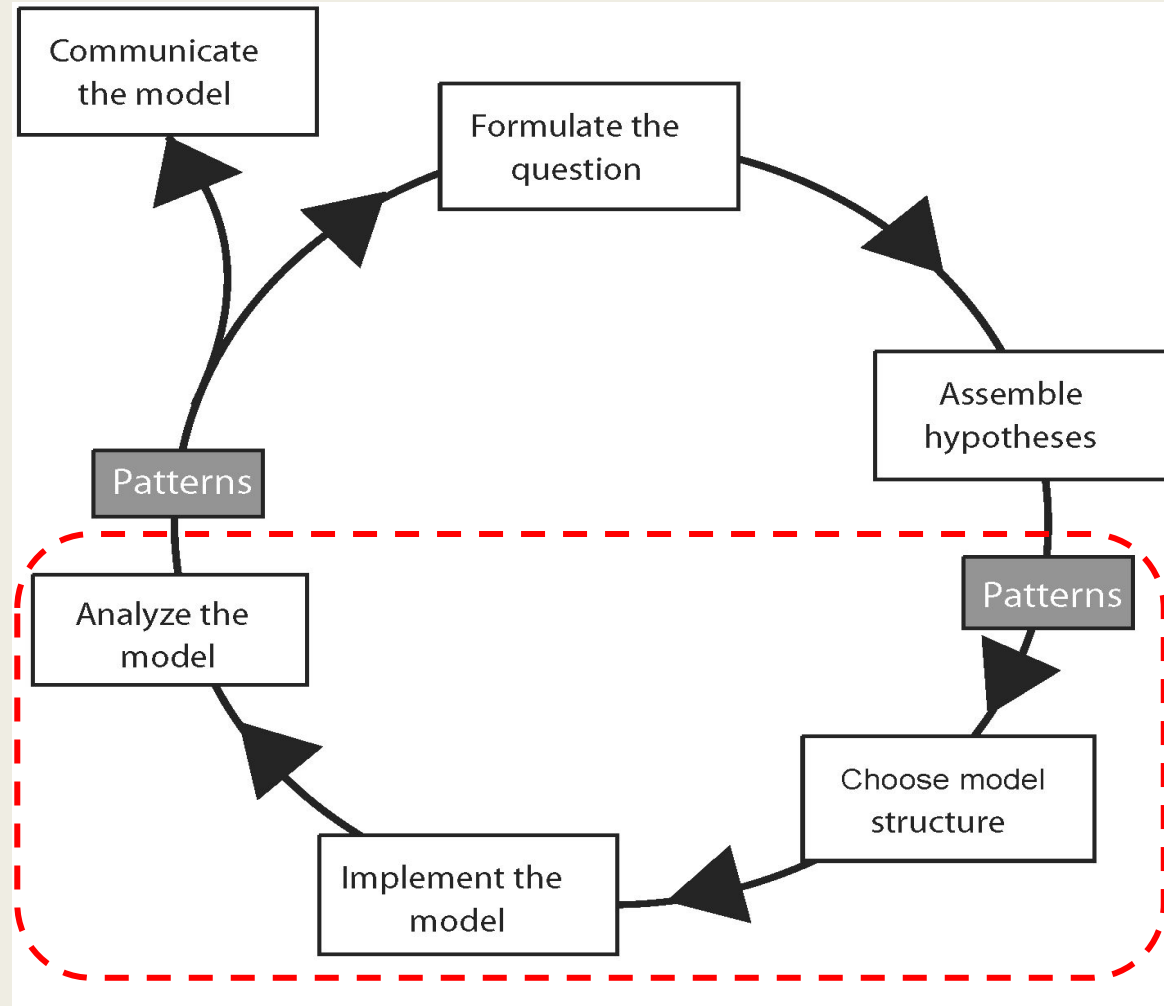 Communicate
the model
Formulate the
question
Assemble
hypotheses
Patterns
Patterns
Analyze the
model
Choose model
structure
Implement the
model